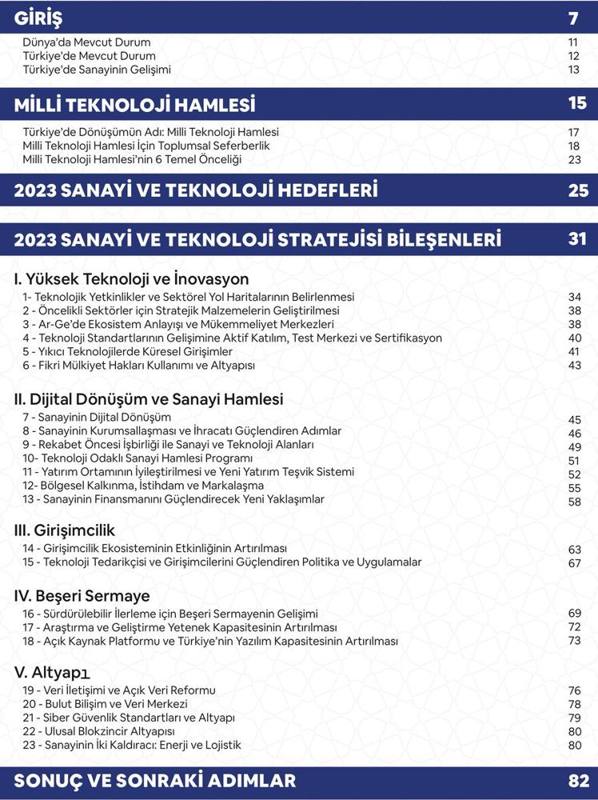 GİRİŞ 7
Dünya'da Mevcut Durum 11
Türkiye'de Mevcut Durum 12
Türkiye'de Sanayinin Gelişimi 13
MİLLİ TEKNOLOJİ HAMLESİ 15
Türkiye'de Dönüşümün Adı: Milli Teknoloji Hamlesi 17
Milli Teknoloji Hamlesi İçin Toplumsal Seferberlik 18
Milli Teknoloji Hamlesi'nin 6 Temel Önceliği 23
2023 SANAYİ VE TEKNOLOJİ HEDEFLERİ 25
2023 SANAYİ VE TEKNOLOJİ STRATEJİSİ BİLEŞENLERİ 31
I. Yüksek Teknoloji ve İnovasyon
1- Teknolojik Yetkinlikler ve Sektörel Yol Haritalarının Belirlenmesi 34
2 - Öncelikli Sektörler için Stratejik Malzemelerin Geliştirilmesi 38
3 - Ar-Ge'de Ekosistem Anlayışı ve Mükemmeliyet Merkezleri 38
4 - Teknoloji Standartlarının Gelişimine Aktif Katılım, Test Merkezi ve Sertifikasyon 40
5 - Yıkıcı Teknolojilerde Küresel Girişimler 41
6 - Fikri Mülkiyet Hakları Kullanımı ve Altyapısı 43
II. Dijital Dönüşüm ve Sanayi Hamlesi
7 - Sanayinin Dijital Dönüşüm 45
8 - Sanayinin Kurumsallaşması ve İhracatı Güçlendiren Adımlar 46
9 - Rekabet Öncesi İşbirliği ile Sanayi ve Teknoloji Alanları 49
10- Teknoloji Odaklı Sanayi Hamlesi Programı 51
11 - Yatırım Ortamının İyileştirilmesi ve Yeni Yatırım Teşvik Sistemi 52
12- Bölgesel Kalkınma, İstihdam ve Markalaşma 55
13 - Sanayinin Finansmanını Güçlendirecek Yeni Yaklaşımlar 58
III. Girişimcilik
14 - Girişimcilik Ekosisteminin Etkinliğinin Artırılması 63
15 - Teknoloji Tedarikçisi ve Girişimcilerini Güçlendiren Politika ve Uygulamalar 67
IV. Beşeri Sermaye
16 - Sürdürülebilir İlerleme için Beşeri Sermayenin Gelişimi 69
17 - Araştırma ve Geliştirme Yetenek Kapasitesinin Artırılması 72
18 - Açık Kaynak Platformu ve Türkiye'nin Yazılım Kapasitesinin Artırılması 73
V. Altyapı
19 - Veri İletişimi ve Açık Veri Reformu 76
20 - Bulut Bilişim ve Veri Merkezi 78
21 - Siber Güvenlik Standartları ve Altyapı 79
22 - Ulusal Blokzincir Altyapısı 80
23 - Sanayinin İki Kaldıracı: Enerji ve Lojistik 80
SONUÇ VE SONRAKİ ADIMLAR 82